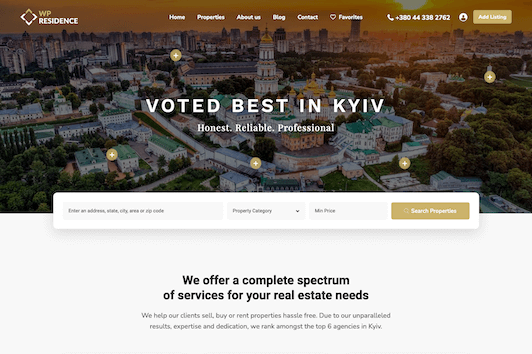 WP
RESIDENCE
Home Properties About us Blog Contact Favorites +380 44 338 2762 Add Listing
VOTED BEST IN KYIV
Honest. Reliable. Professional
Enter an address, state, city, area or zip code Property Category Min Price Search Properties
We offer a complete spectrum
of services for your real estate needs
We help our clients sell, buy or rent properties hassle free. Due to our unparalleled
results, expertise and dedication, we rank amongst the top 6 agencies in Kyiv.